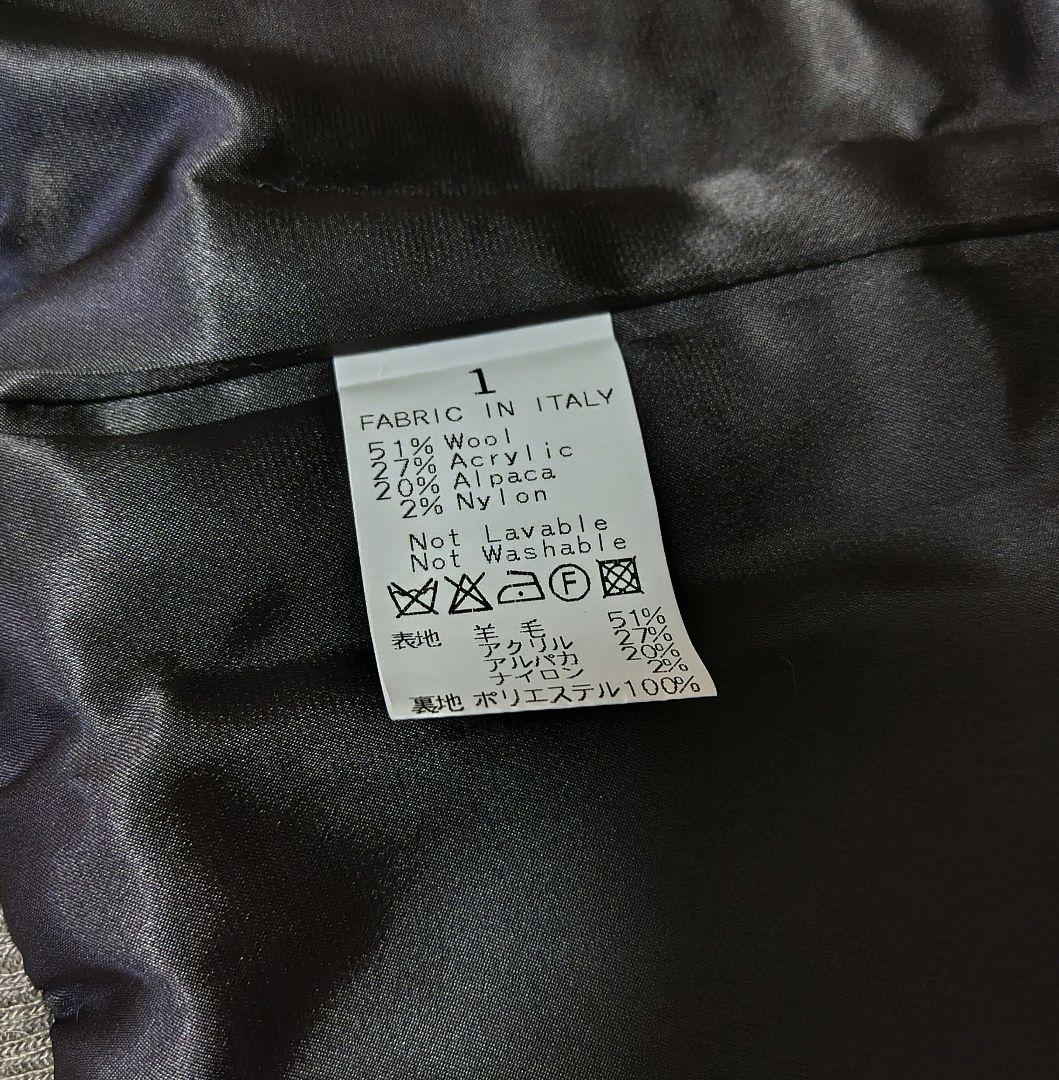 1
FABRIC IN ITALY
51% Wool
27% Acrylic
20% Alpaca
2% Nylon
Not Lavable
Not Washable
F
表地 羊 毛 51%
アクリル 27%
アルパカ 20%
ナイロン 2%
裏地 ポリエステル100%